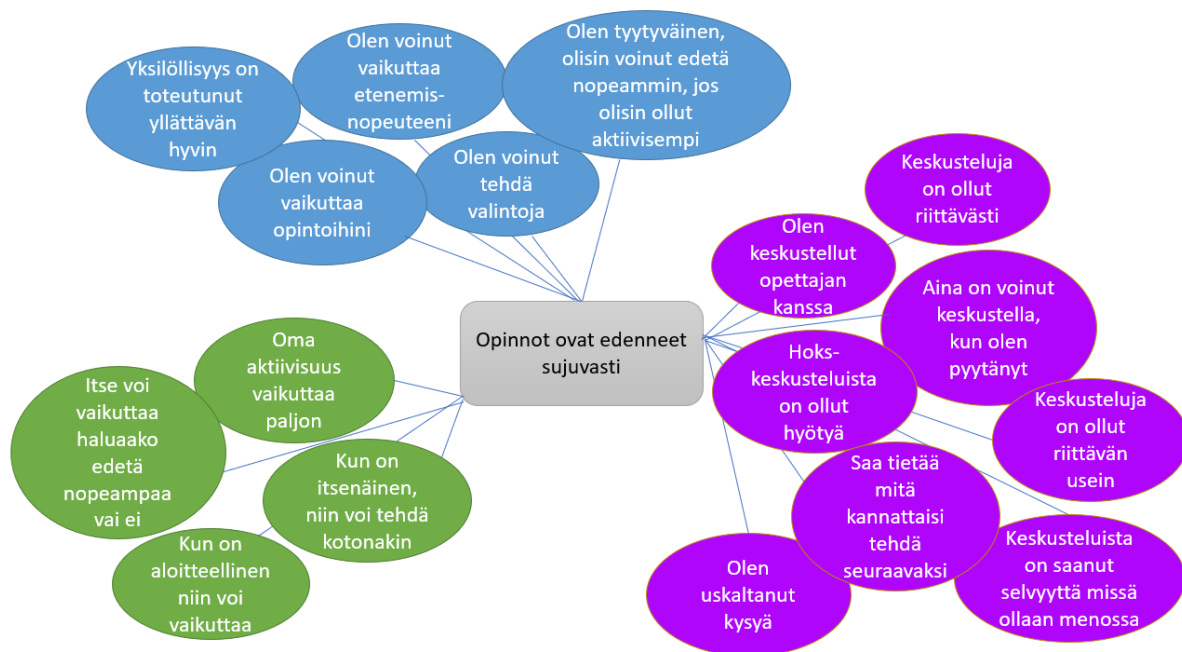 Yksilöllisyys on
toteutunut
yllättävän
hyvin
Olen voinut
vaikuttaa
etenemis-
nopeuteeni
Olen tyytyväinen,
olisin voinut edetä
nopeammin, jos
olisin ollut
aktiivisempi
Olen voinut
vaikuttaa
opintoihini
Olen voinut
tehdä
valintoja
Opinnot ovat edenneet
sujuvasti
Keskusteluja
on ollut
riittävästi
Olen
keskustellut
opettajan
kanssa
Aina on voinut
keskustella,
kun olen
pyytänyt
Hoks-
keskusteluista
on ollut
hyötyä
Keskusteluja
on ollut
riittävän
usein
Saa tietää
mitä
kannattaisi
tehdä
seuraavaksi
Keskusteluista
on saanut
selvyyttä missä
ollaan menossa
Olen
uskaltanut
kysyä
Oma
aktiivisuus
vaikuttaa
paljon
Itse voi
vaikuttaa
haluaako
edetä
nopeampaa
vai ei
Kun on
itsenäinen,
niin voi tehdä
kotonakin
Kun on
aloitteellinen
niin voi
vaikuttaa